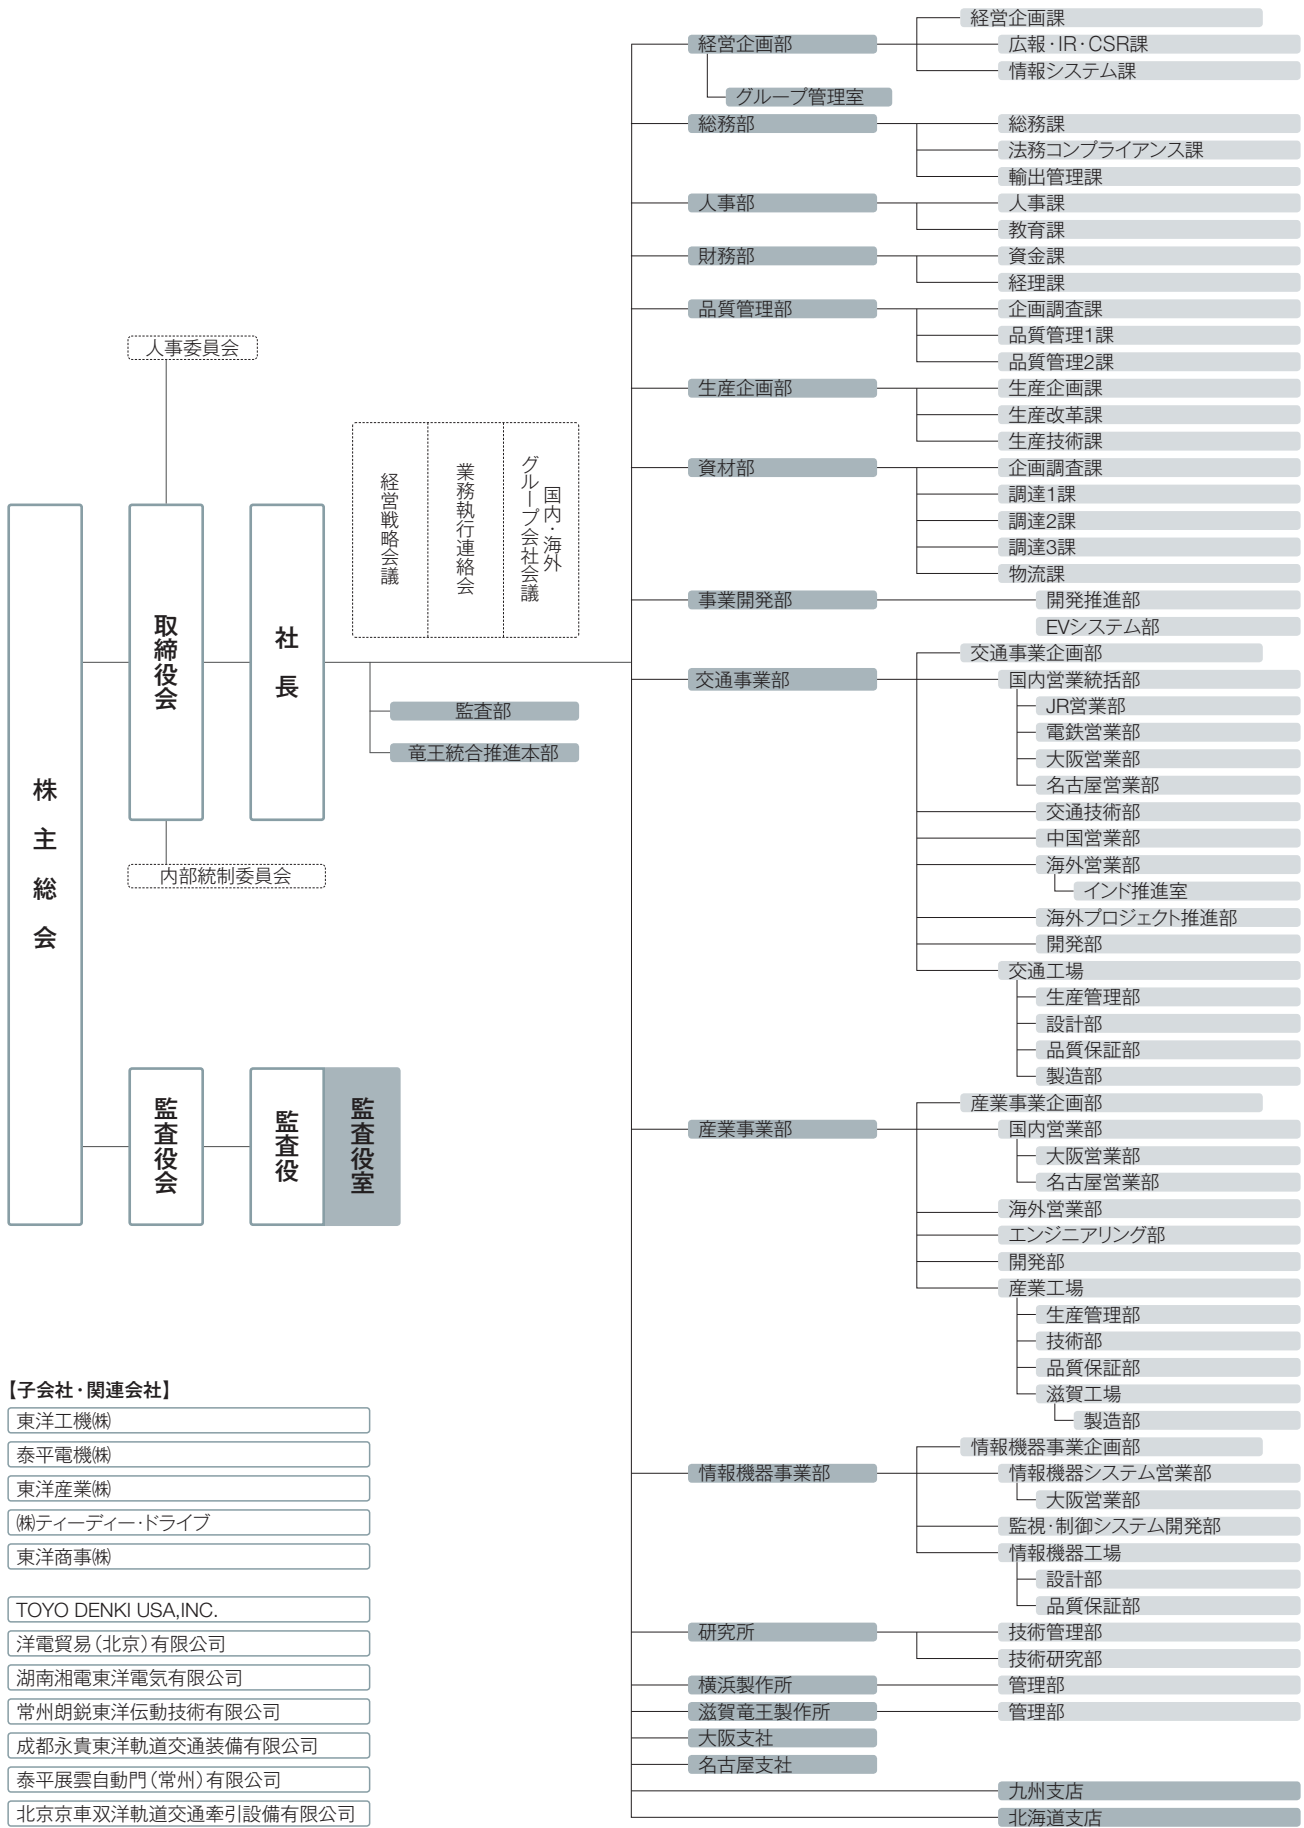 株主総会
取締役会
社長
人事委員会
内部統制委員会
監査役会
監査役
監査役室
経営戦略会議
業務執行連絡会
国内・海外
グループ会社会議
監査部
竜王統合推進本部
経営企画部
経営企画課
広報・IR・CSR課
情報システム課
グループ管理室
総務部
総務課
法務コンプライアンス課
輸出管理課
人事部
人事課
教育課
財務部
資金課
経理課
品質管理部
企画調査課
品質管理1課
品質管理2課
生産企画部
生産企画課
生産改革課
生産技術課
資材部
企画調査課
調達1課
調達2課
調達3課
物流課
事業開発部
開発推進部
EVシステム部
交通事業部
交通事業企画部
国内営業統括部
JR営業部
電鉄営業部
大阪営業部
名古屋営業部
交通技術部
中国営業部
海外営業部
インド推進室
海外プロジェクト推進部
開発部
交通工場
生産管理部
設計部
品質保証部
製造部
産業事業部
産業事業企画部
国内営業部
大阪営業部
名古屋営業部
海外営業部
エンジニアリング部
開発部
産業工場
生産管理部
技術部
品質保証部
滋賀工場
製造部
情報機器事業部
情報機器事業企画部
情報機器システム営業部
大阪営業部
監視・制御システム開発部
情報機器工場
設計部
品質保証部
研究所
技術管理部
技術研究部
横浜製作所
管理部
滋賀竜王製作所
管理部
大阪支社
名古屋支社
九州支店
北海道支店
【子会社・関連会社】
東洋工機㈱
泰平電機㈱
東洋産業㈱
㈱ティーディー・ドライブ
東洋商事㈱
TOYO DENKI USA,INC.
洋電貿易（北京）有限公司
湖南湘電東洋電気有限公司
常州朗鋭東洋伝動技術有限公司
成都永貴東洋軌道交通装備有限公司
泰平展雲自動門（常州）有限公司
北京京車双洋軌道交通牽引設備有限公司